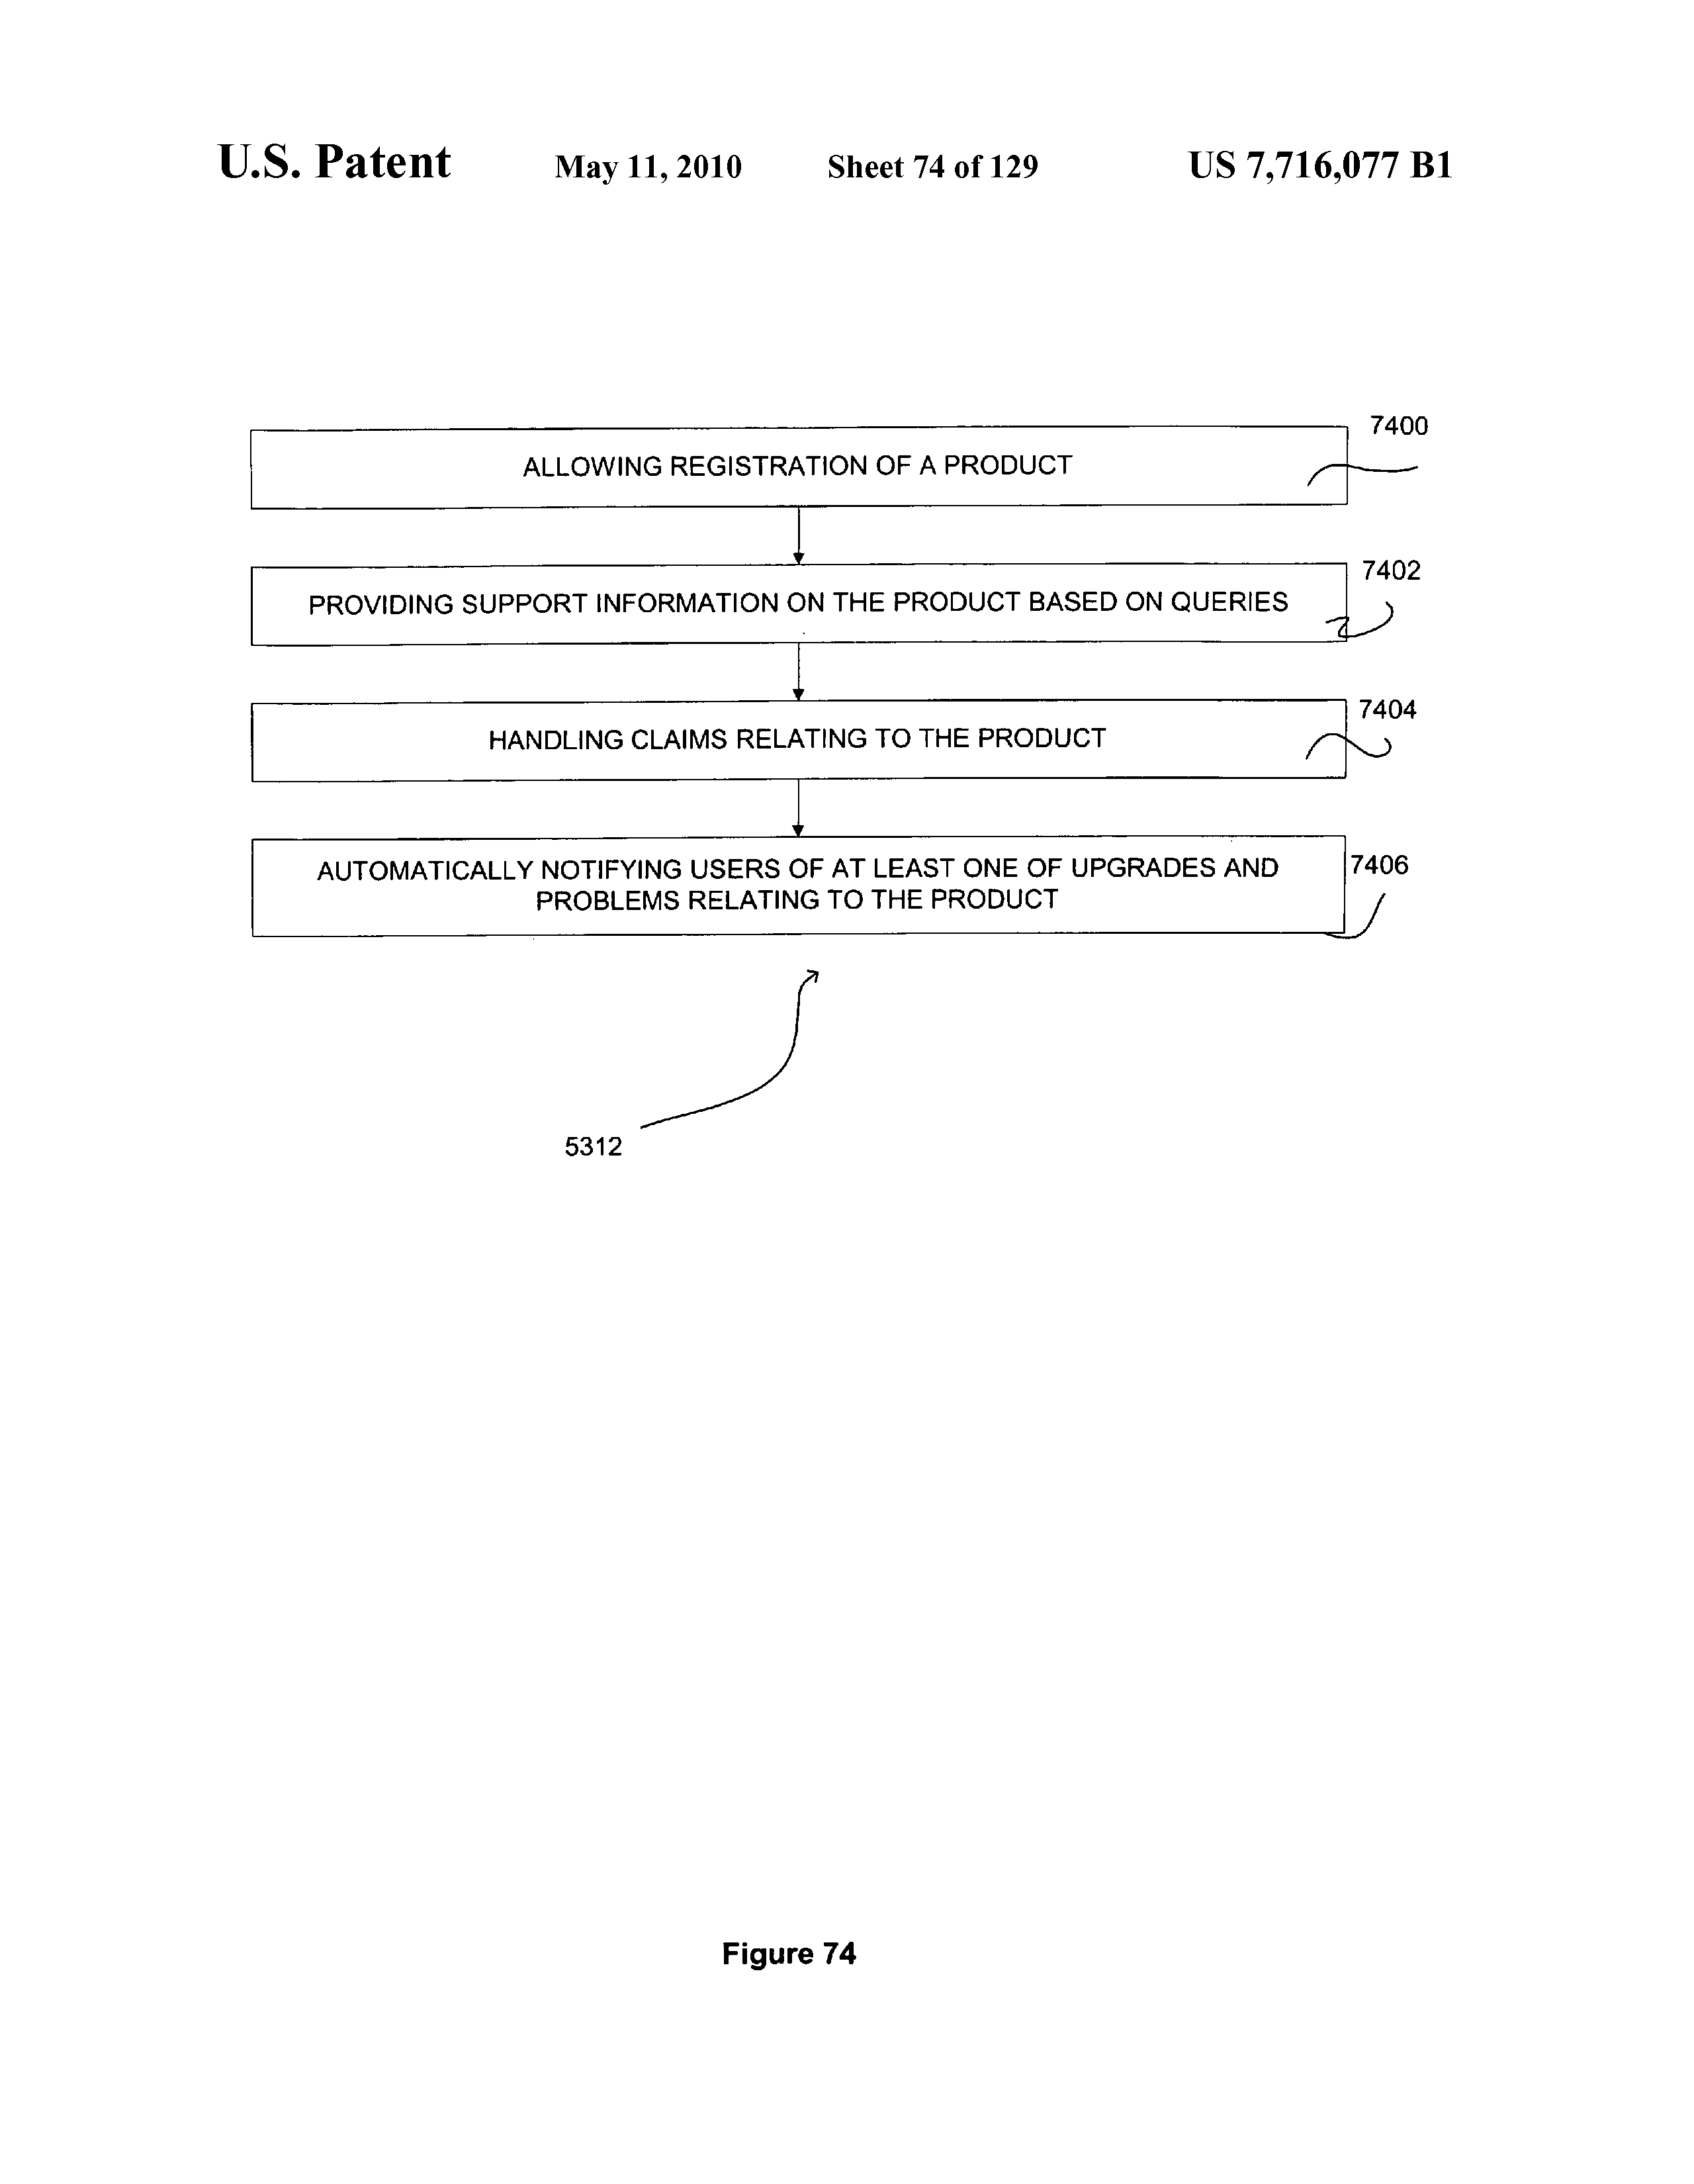 U.S. Patent May 11, 2010 Sheet 74 of 129 US 7,716,077 B1
7400
ALLOWING REGISTRATION OF A PRODUCT
7402
PROVIDING SUPPORT INFORMATION ON THE PRODUCT BASED ON QUERIES
7404
HANDLING CLAIMS RELATING TO THE PRODUCT
7406
AUTOMATICALLY NOTIFYING USERS OF AT LEAST ONE OF UPGRADES AND
PROBLEMS RELATING TO THE PRODUCT
5312
Figure 74